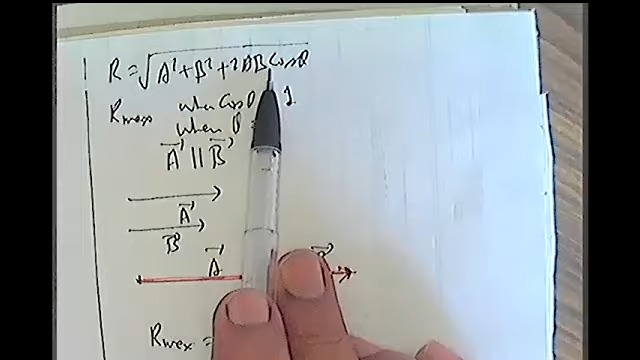 R = √A² + B² + 2AB Cos θ
Rmax when Cos θ 1.
when θ =
A⃗ || B⃗
A⃗
B⃗
A⃗
Rmax =